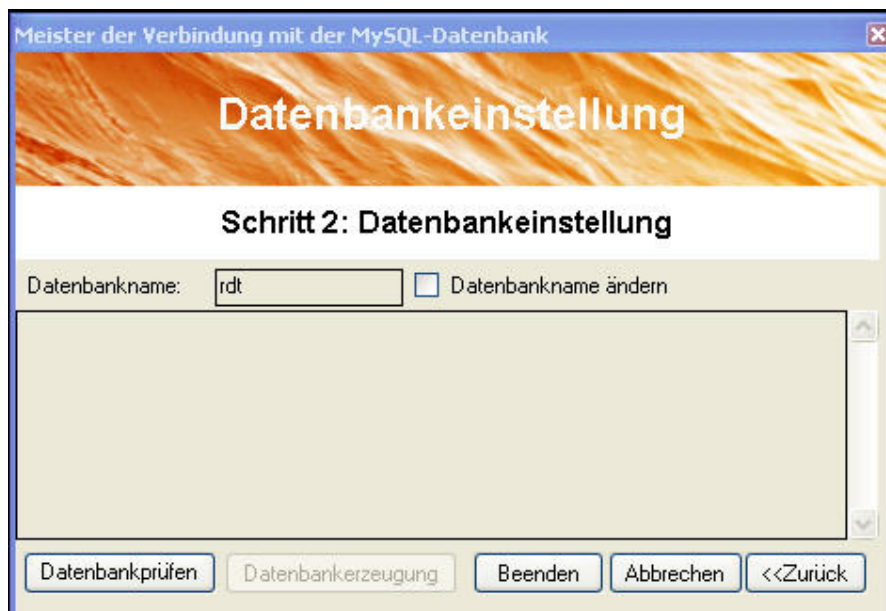 Meister der Verbindung mit der MySQL-Datenbank
Datenbankeinstellung
Schritt 2: Datenbankeinstellung
Datenbankname: rdt Datenbankname ändern
Datenbankprüfen Datenbankerzeugung Beenden Abbrechen <<Zurück